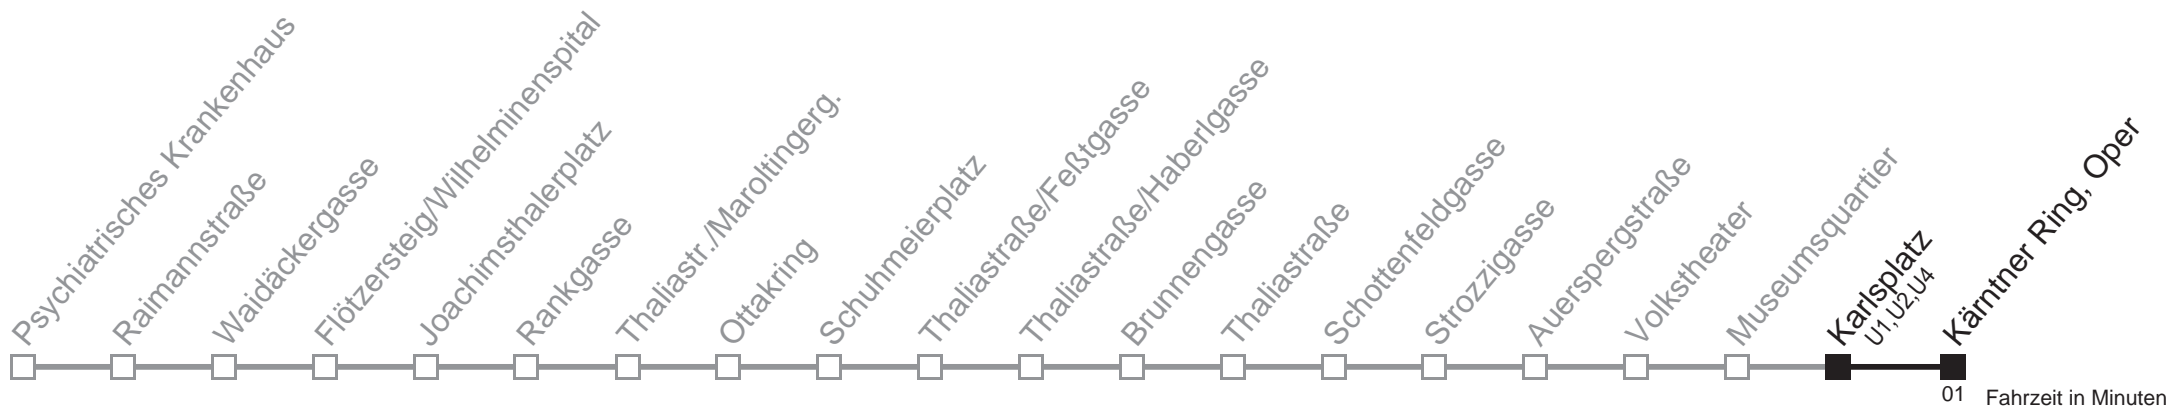 Psychiatrisches Krankenhaus
Raimannstraße
Waidäckergasse
Flötzersteig/Wilhelminenspital
Joachimsthalerplatz
Rankgasse
Thaliastr./Maroltingerg.
Ottakring
Schuhmeierplatz
Thaliastraße/Feßtgasse
Thaliastraße/Haberlgasse
Brunnengasse
Thaliastraße
Schottenfeldgasse
Strozzigasse
Auerspergstraße
Volkstheater
Museumsquartier
Karlsplatz
U1,U2,U4
Kärntner Ring, Oper
01
Fahrzeit in Minuten